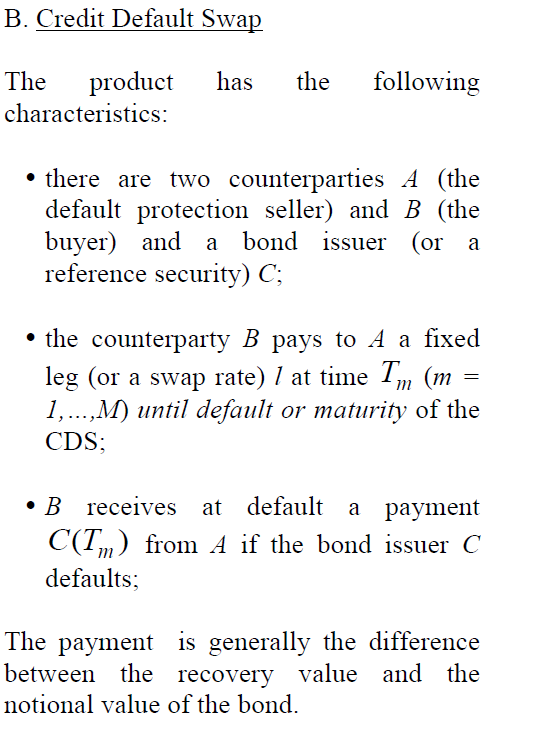 B. Credit Default Swap
The product has the following
characteristics:
• there are two counterparties A (the
default protection seller) and B (the
buyer) and a bond issuer (or a
reference security) C;
• the counterparty B pays to A a fixed
leg (or a swap rate) l at time Tₘ (m =
1,...,M) until default or maturity of the
CDS;
• B receives at default a payment
C(Tₘ) from A if the bond issuer C
defaults;
The payment is generally the difference
between the recovery value and the
notional value of the bond.